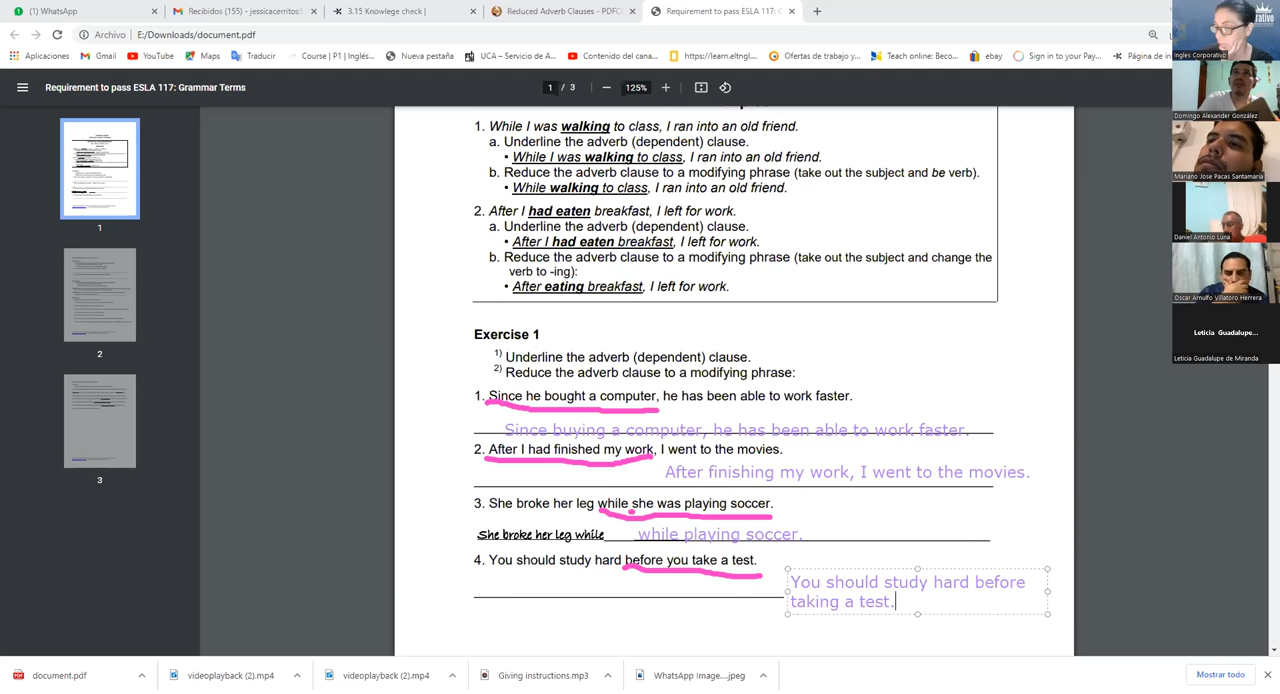 (1) WhatsApp
Recibidos (155) - jessicacerritosS
3.15 Knowlege check |
Reduced Adverb Clauses - PDFCO
Requirement to pass ESLA 117: G
Archivo | E:/Downloads/document.pdf
Aplicaciones
Gmail
YouTube
Maps
Traducir
Course | P1 | Inglés...
Nueva pestaña
UCA – Servicio de A...
Contenido del cana...
https://learn.eltngl...
Ofertas de trabajo y...
Teach online: Beco...
ebay
Sign in to your Pay...
Página de in
Requirement to pass ESLA 117: Grammar Terms
1 / 3
125%
1. While I was walking to class, I ran into an old friend.
a. Underline the adverb (dependent) clause.
• While I was walking to class, I ran into an old friend.
b. Reduce the adverb clause to a modifying phrase (take out the subject and be verb).
• While walking to class, I ran into an old friend.
2. After I had eaten breakfast, I left for work.
a. Underline the adverb (dependent) clause.
• After I had eaten breakfast, I left for work.
b. Reduce the adverb clause to a modifying phrase (take out the subject and change the
verb to -ing):
• After eating breakfast, I left for work.
Exercise 1
1) Underline the adverb (dependent) clause.
2) Reduce the adverb clause to a modifying phrase:
1. Since he bought a computer, he has been able to work faster.
Since buying a computer, he has been able to work faster.
2. After I had finished my work, I went to the movies.
After finishing my work, I went to the movies.
3. She broke her leg while she was playing soccer.
She broke her leg while
while playing soccer.
4. You should study hard before you take a test.
You should study hard before
taking a test.
1
2
3
Ingles Corporativo
Domingo Alexander González
Mariano Jose Pacas Santamaría
Daniel Antonio Luna
Oscar Arnulfo Villatoro Herrera
Leticia Guadalupe...
Leticia Guadalupe de Miranda
document.pdf
videoplayback (2).mp4
videoplayback (2).mp4
Giving instructions.mp3
WhatsApp Image....jpeg
Mostrar todo